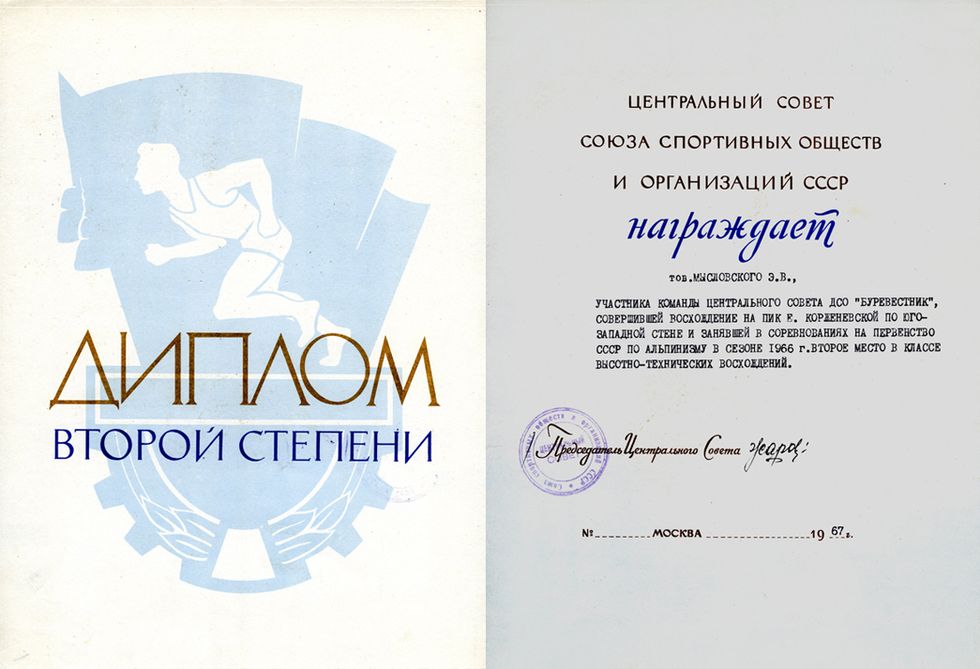 ДИПЛОМ
ВТОРОЙ СТЕПЕНИ
ЦЕНТРАЛЬНЫЙ СОВЕТ
СОЮЗА СПОРТИВНЫХ ОБЩЕСТВ
И ОРГАНИЗАЦИЙ СССР
награждает
тов.МЫСЛОВСКОГО Э.В.,
УЧАСТНИКА КОМАНДЫ ЦЕНТРАЛЬНОГО СОВЕТА ДСО "БУРЕВЕСТНИК",
СОВЕРШИВШЕЙ ВОСХОЖДЕНИЕ НА ПИК Е. КОРЖЕНЕВСКОЙ ПО ЮГО-
ЗАПАДНОЙ СТЕНЕ И ЗАНЯВШЕЙ В СОРЕВНОВАНИЯХ НА ПЕРВЕНСТВО
СССР ПО АЛЬПИНИЗМУ В СЕЗОНЕ 1966 г.ВТОРОЕ МЕСТО В КЛАССЕ
ВЫСОТНО-ТЕХНИЧЕСКИХ ВОСХОЖДЕНИЙ.
Председатель Центрального Совета
№ МОСКВА 1967 г.